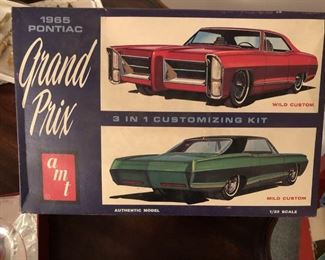 1965 PONTIAC
Grand
Prix
WILD CUSTOM
3 IN 1 CUSTOMIZING KIT
amt
MILD CUSTOM
AUTHENTIC MODEL
1/25 SCALE